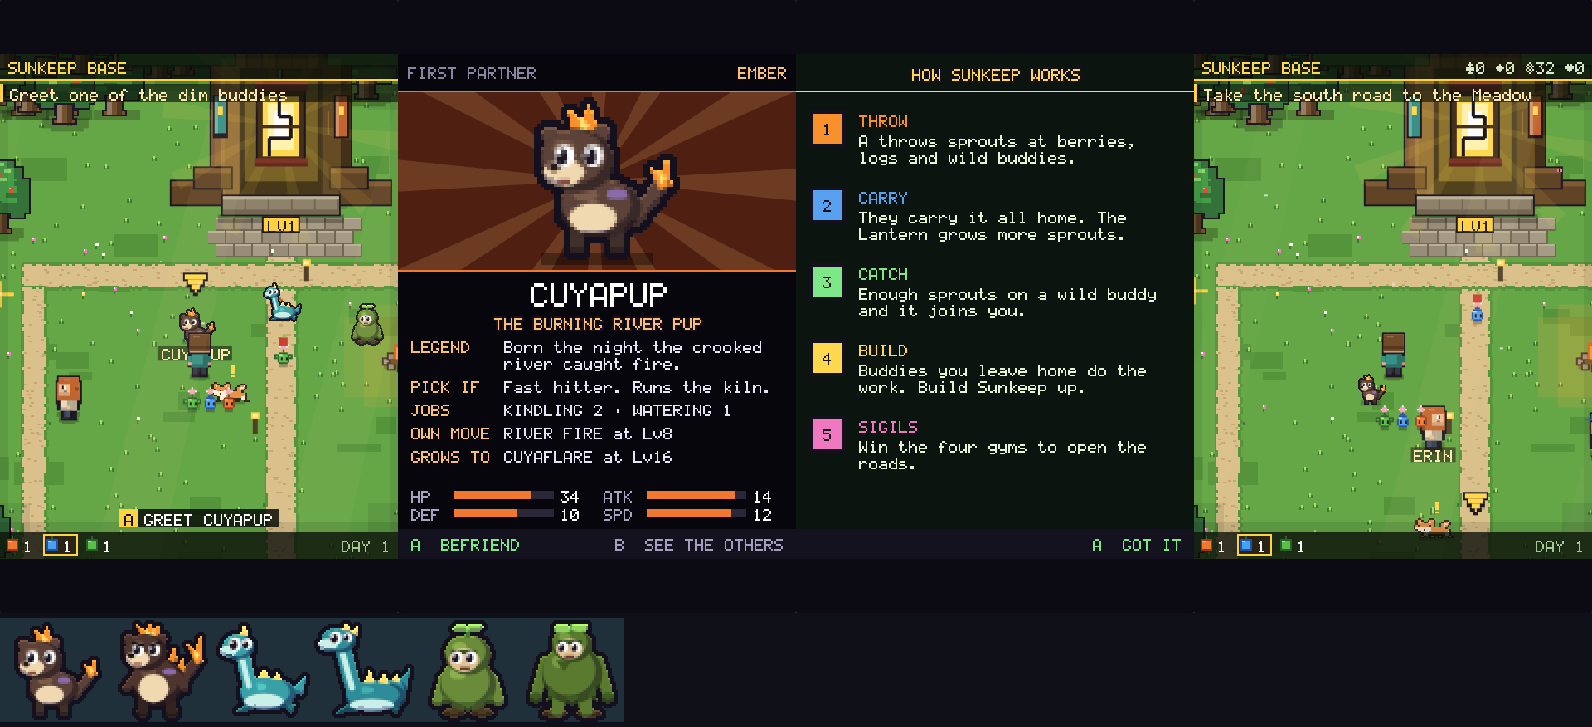 SUNKEEP BASE
Greet one of the dim buddies
LV1
CUYAPUP
A GREET CUYAPUP
1 1 1 DAY 1
FIRST PARTNER EMBER
CUYAPUP
THE BURNING RIVER PUP
LEGEND Born the night the crooked
river caught fire.
PICK IF Fast hitter. Runs the kiln.
JOBS KINDLING 2 · WATERING 1
OWN MOVE RIVER FIRE at Lv8
GROWS TO CUYAFLARE at Lv16
HP 34 ATK 14
DEF 10 SPD 12
A BEFRIEND B SEE THE OTHERS
HOW SUNKEEP WORKS
1 THROW
A throws sprouts at berries,
logs and wild buddies.
2 CARRY
They carry it all home. The
Lantern grows more sprouts.
3 CATCH
Enough sprouts on a wild buddy
and it joins you.
4 BUILD
Buddies you leave home do the
work. Build Sunkeep up.
5 SIGILS
Win the four gyms to open the
roads.
A GOT IT
SUNKEEP BASE 0 0 32 0
Take the south road to the Meadow
LV1
ERIN
1 1 1 DAY 1